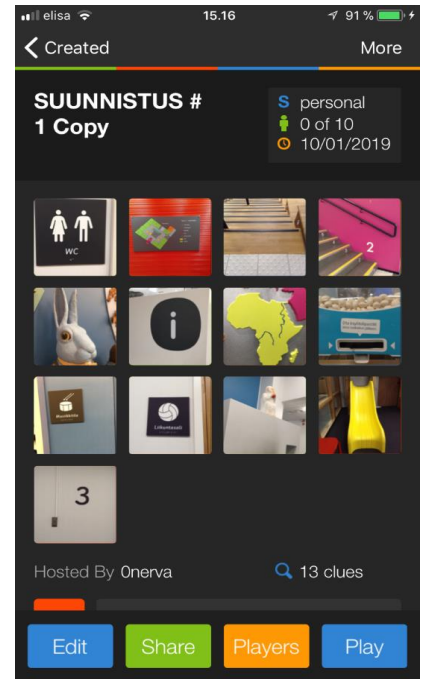 elisa 15.16 91 %
Created More
SUUNNISTUS #
1 Copy
S personal
0 of 10
10/01/2019
WC
2
i
Liikuntasali
3
Hosted By 0nerva
13 clues
Edit Share Players Play